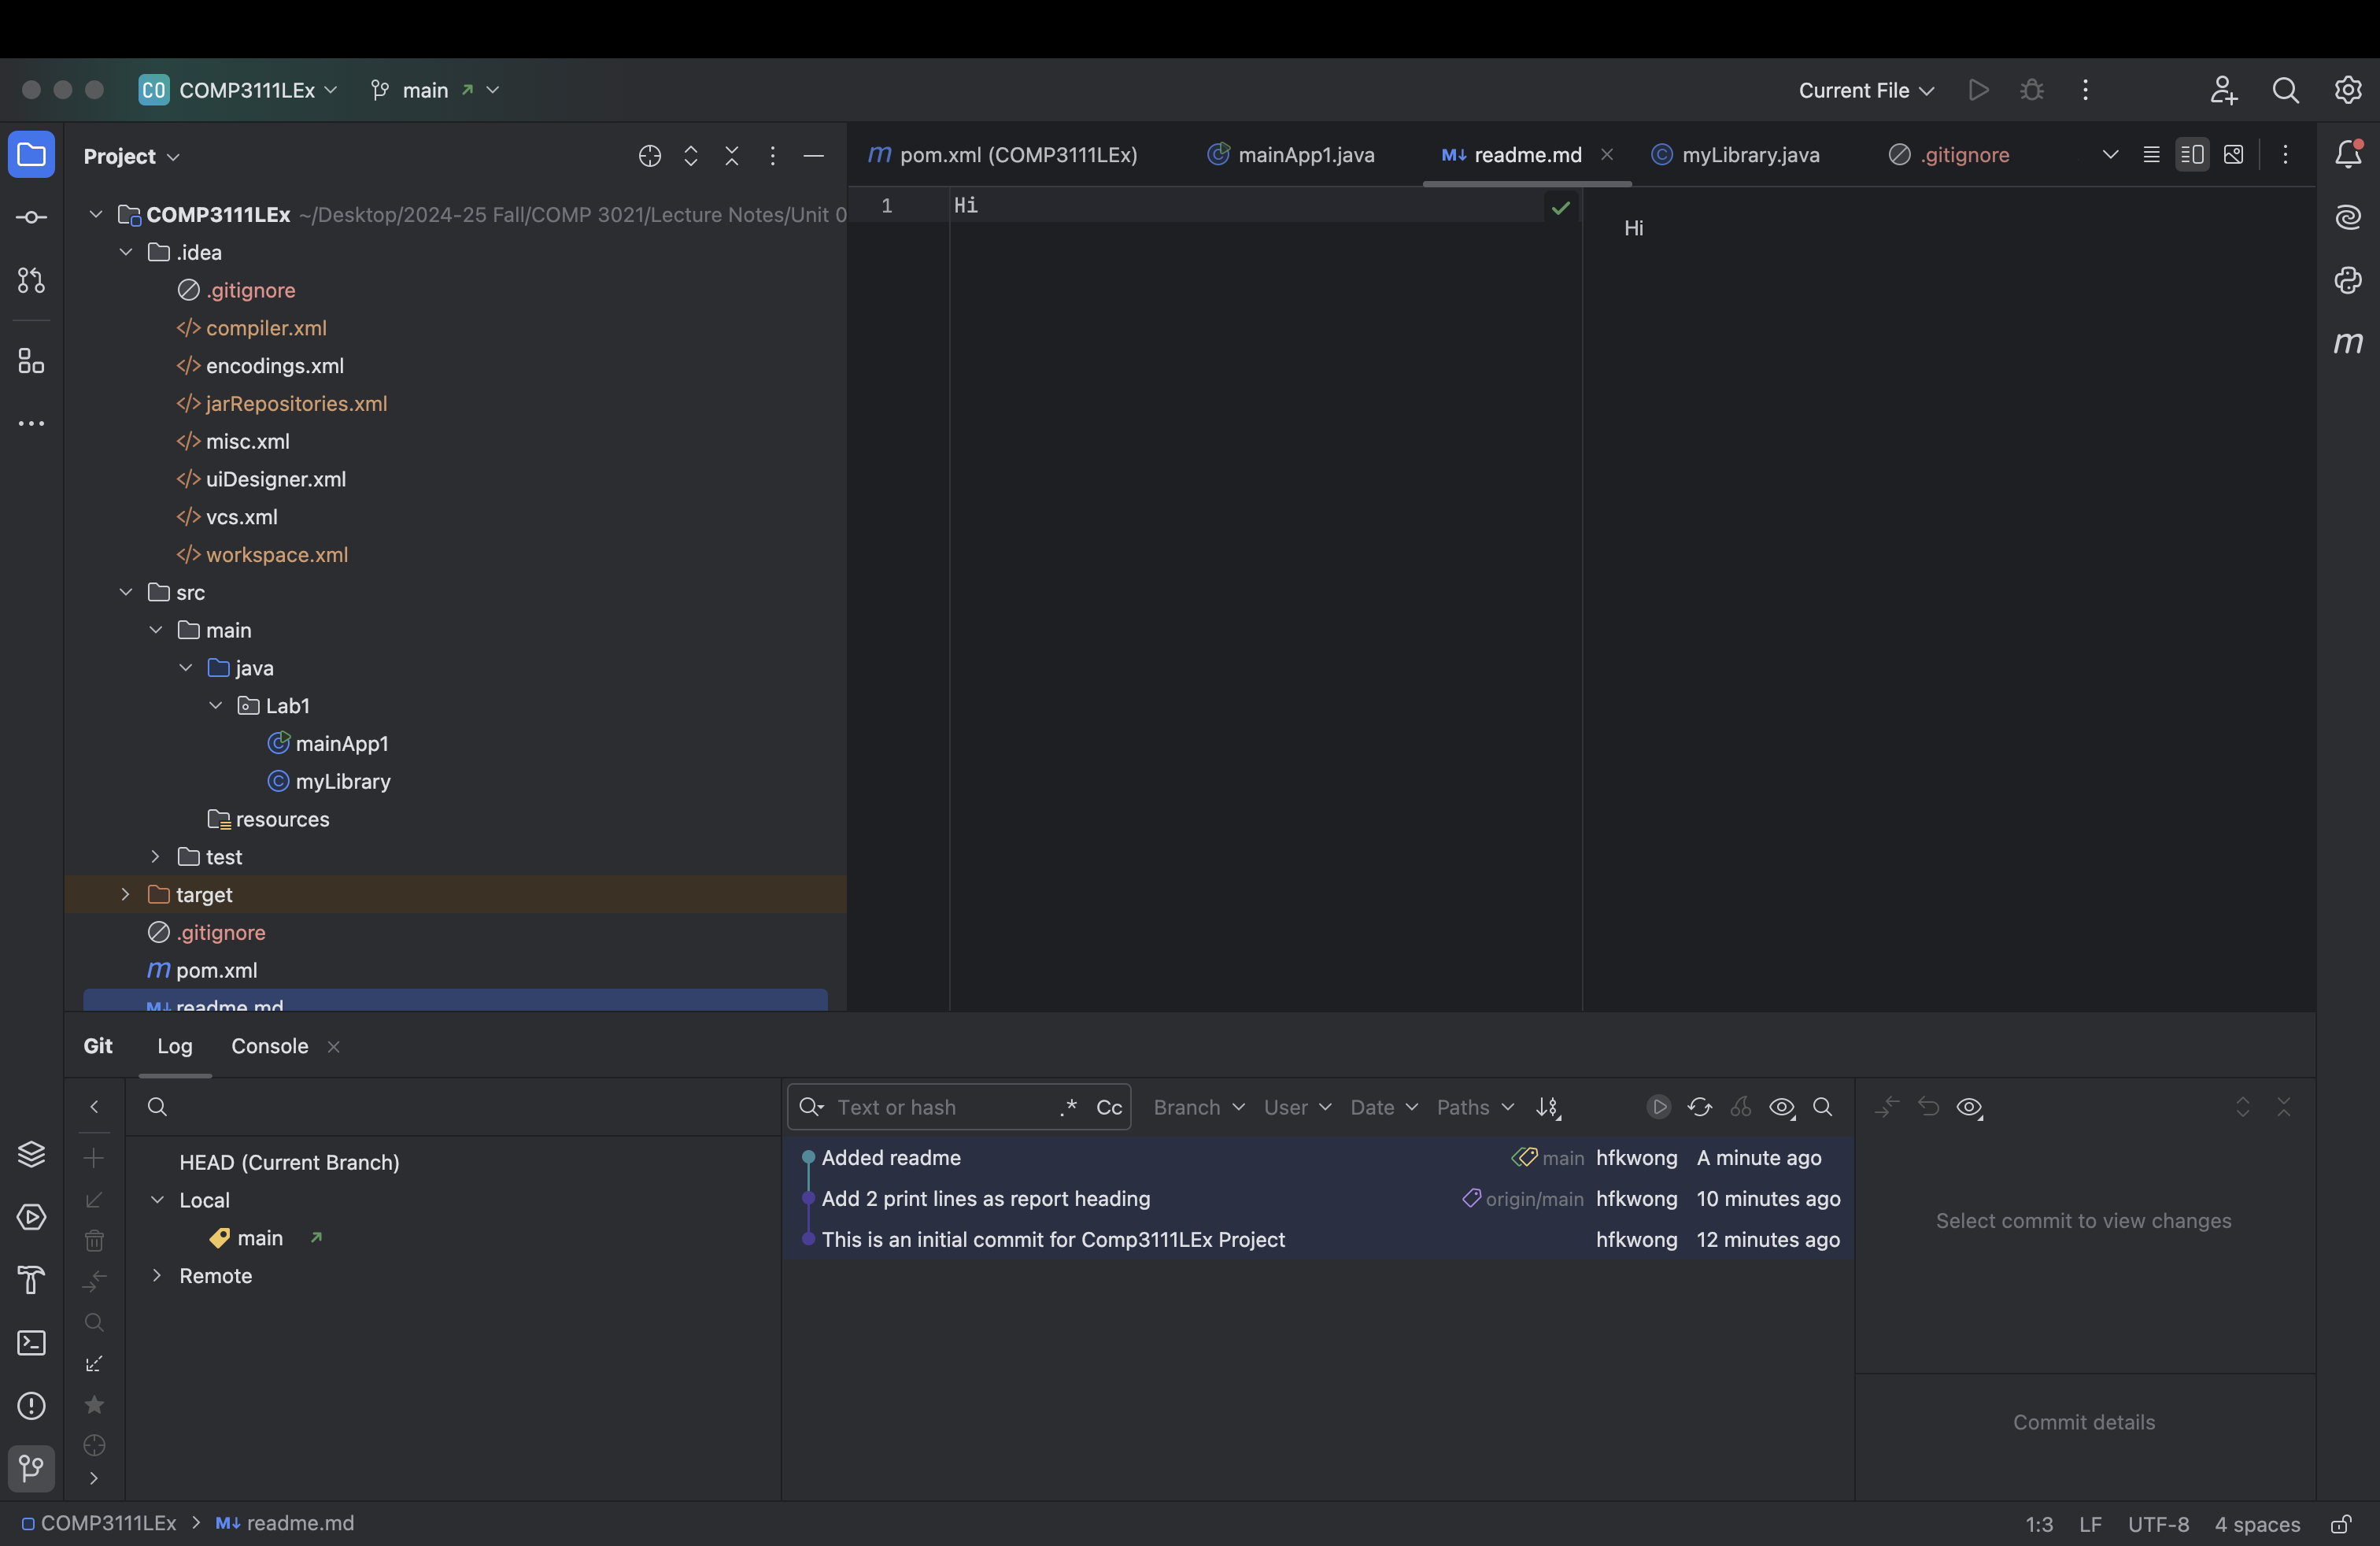 CO COMP3111LEx main Current File
Project
pom.xml (COMP3111LEx) mainApp1.java readme.md myLibrary.java .gitignore
COMP3111LEx ~/Desktop/2024-25 Fall/COMP 3021/Lecture Notes/Unit 0
.idea
.gitignore
compiler.xml
encodings.xml
jarRepositories.xml
misc.xml
uiDesigner.xml
vcs.xml
workspace.xml
src
main
java
Lab1
mainApp1
myLibrary
resources
test
target
.gitignore
m pom.xml
M↓ readme.md
1 Hi
Hi
Git Log Console
Text or hash .* Cc Branch User Date Paths
HEAD (Current Branch)
Local
main
Remote
Added readme main hfkwong A minute ago
Add 2 print lines as report heading origin/main hfkwong 10 minutes ago
This is an initial commit for Comp3111LEx Project hfkwong 12 minutes ago
Select commit to view changes
Commit details
COMP3111LEx > M↓ readme.md
1:3 LF UTF-8 4 spaces